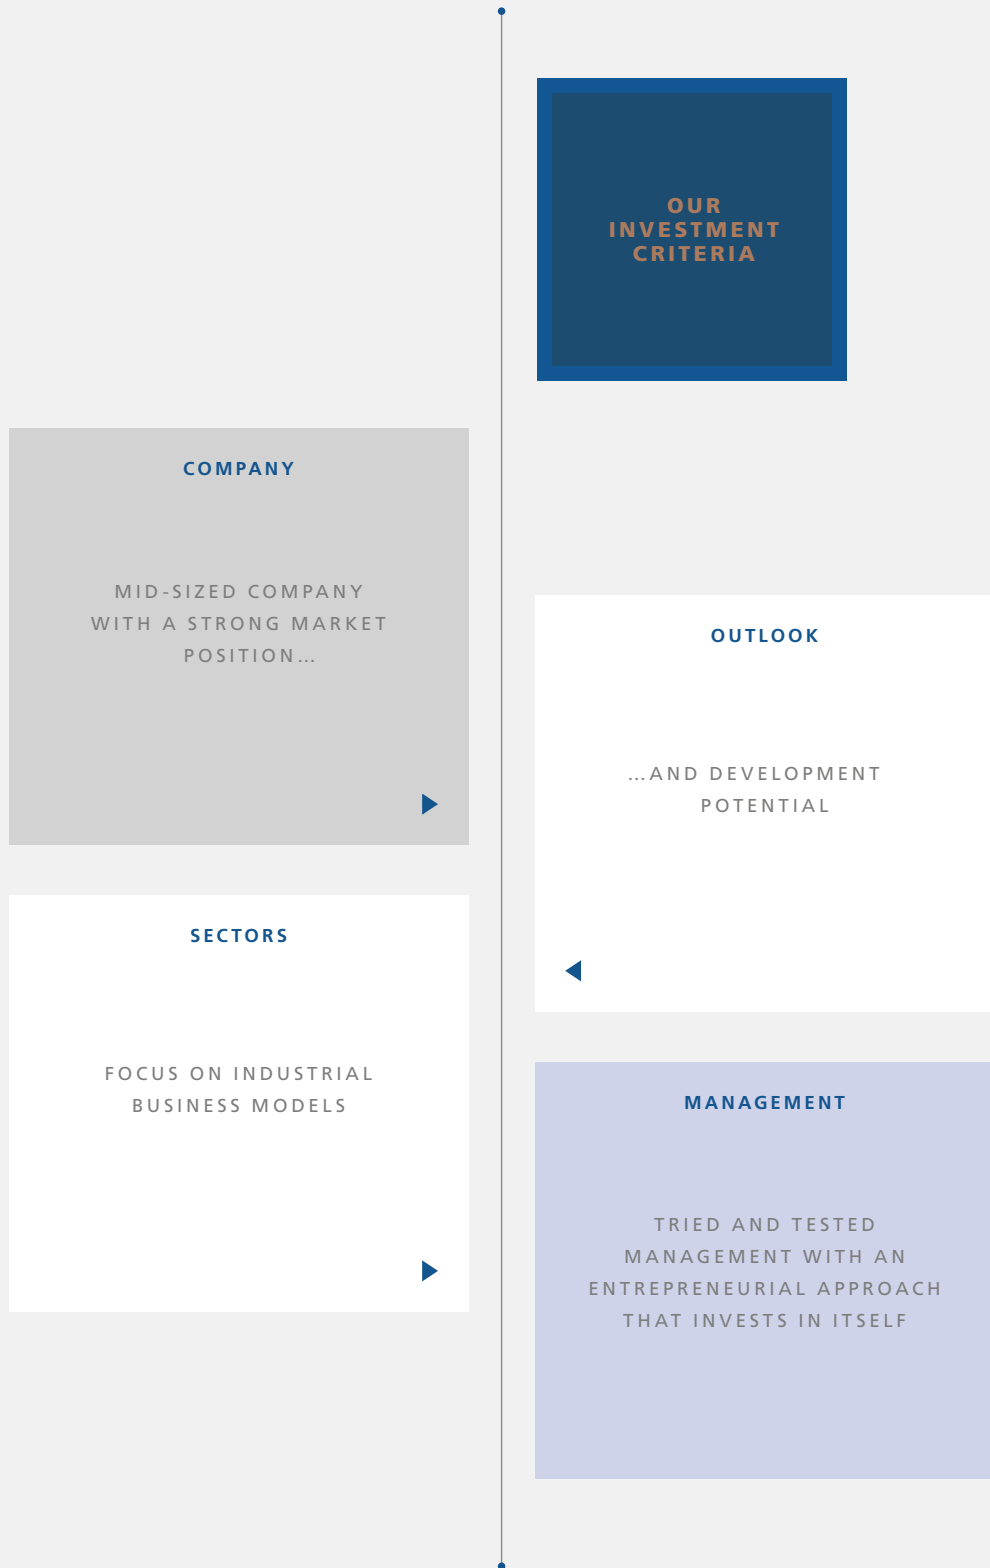 OUR
INVESTMENT
CRITERIA
COMPANY
MID-SIZED COMPANY
WITH A STRONG MARKET
POSITION…
OUTLOOK
…AND DEVELOPMENT
POTENTIAL
SECTORS
FOCUS ON INDUSTRIAL
BUSINESS MODELS
MANAGEMENT
TRIED AND TESTED
MANAGEMENT WITH AN
ENTREPRENEURIAL APPROACH
THAT INVESTS IN ITSELF